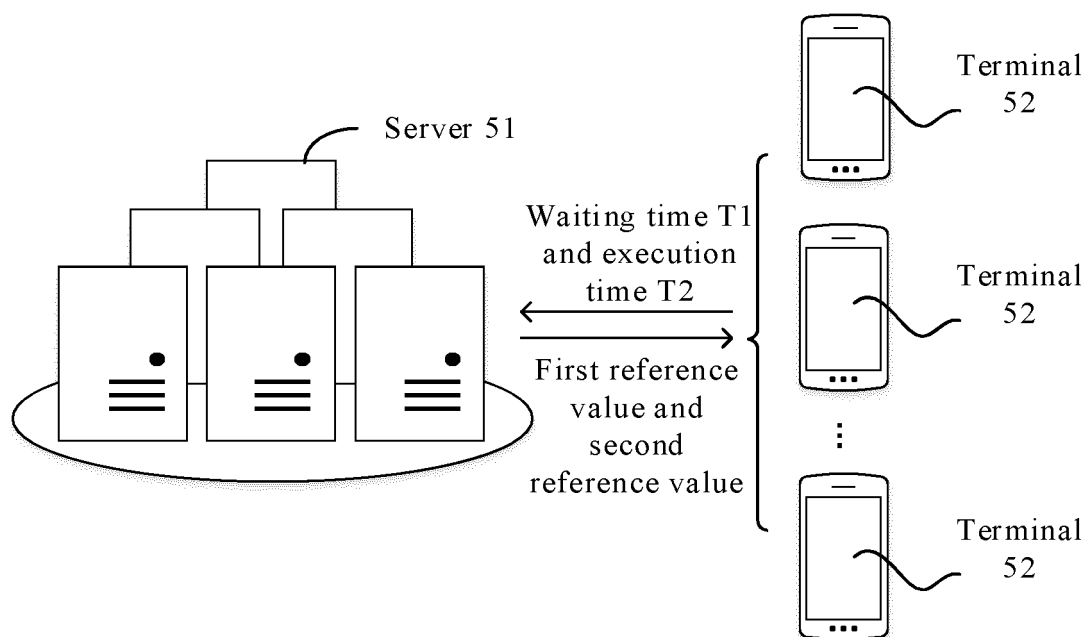 Server 51
Waiting time T1
and execution
time T2
First reference
value and
second
reference value
Terminal
52
Terminal
52
Terminal
52